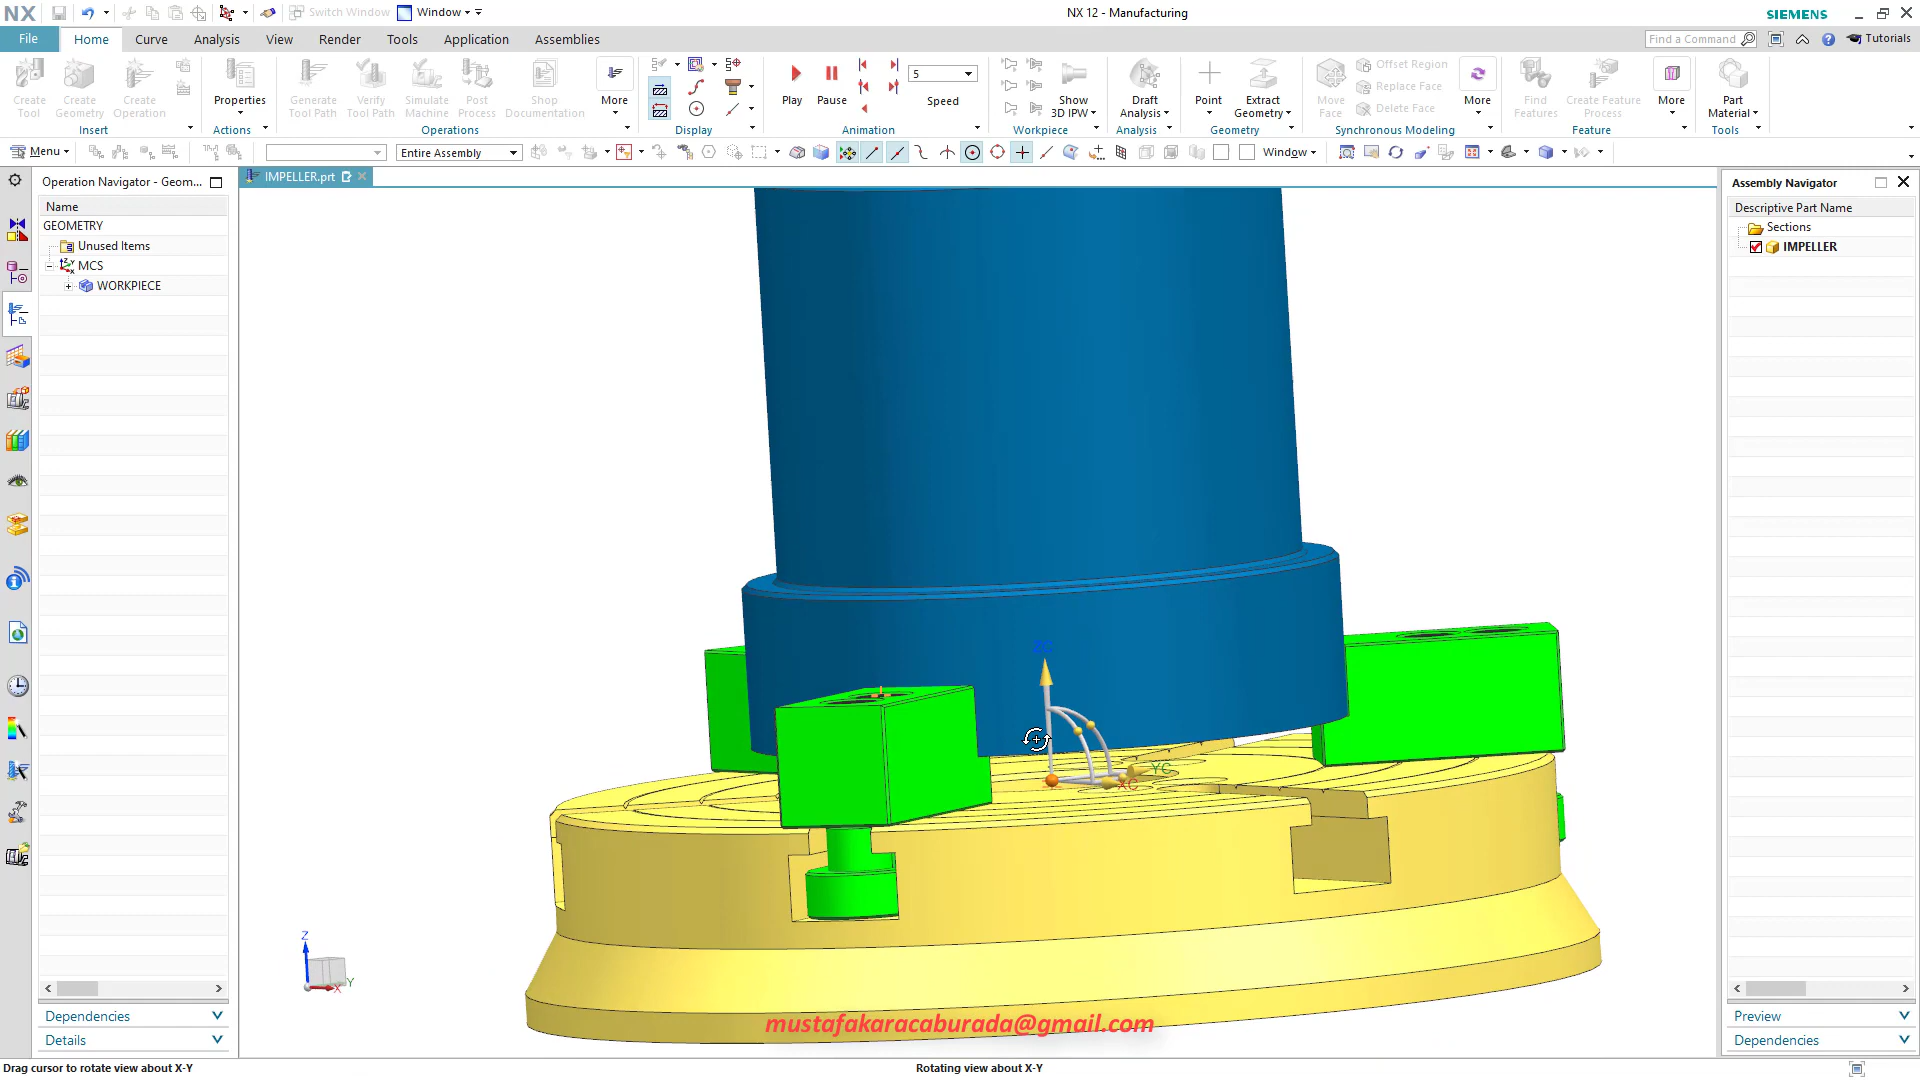 NX
Switch Window
Window
NX 12 - Manufacturing
SIEMENS
File
Home
Curve
Analysis
View
Render
Tools
Application
Assemblies
Find a Command
Tutorials
Create Tool
Create Geometry
Create Operation
Properties
Generate Tool Path
Verify Tool Path
Simulate Machine
Post Process
Shop Documentation
More
Play
Pause
5
Speed
Show 3D IPW
Draft Analysis
Point
Extract Geometry
Move Face
Offset Region
Replace Face
Delete Face
More
Find Features
Create Feature Process
More
Part Material
Insert
Actions
Operations
Display
Animation
Workpiece
Analysis
Geometry
Synchronous Modeling
Feature
Tools
Menu
Entire Assembly
Window
Operation Navigator - Geom...
IMPELLER.prt
Assembly Navigator
Name
GEOMETRY
Unused Items
MCS
WORKPIECE
Descriptive Part Name
Sections
IMPELLER
ZC
YC
XC
Z
Y
X
Dependencies
Details
Preview
Dependencies
mustafakaracaburada@gmail.com
Drag cursor to rotate view about X-Y
Rotating view about X-Y